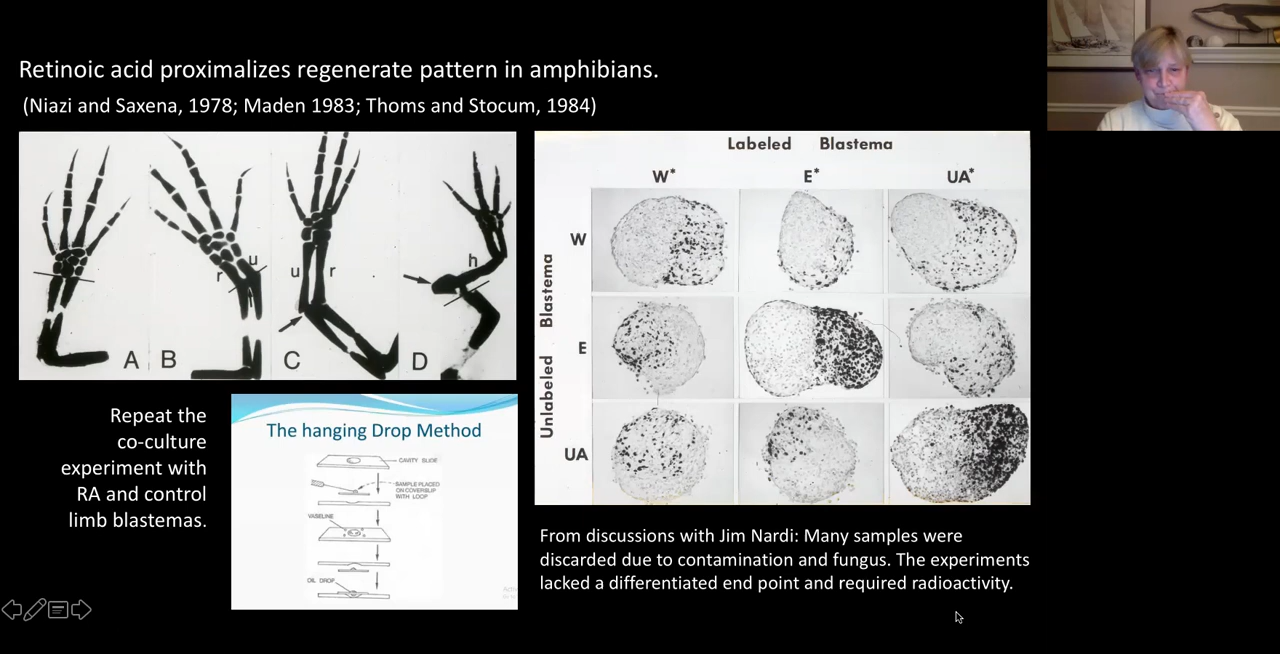 Retinoic acid proximalizes regenerate pattern in amphibians.
(Niazi and Saxena, 1978; Maden 1983; Thoms and Stocum, 1984)
u
r
A
B
u
r
C
h
D
Labeled Blastema
W*
E*
UA*
Unlabeled Blastema
W
E
UA
Repeat the
co-culture
experiment with
RA and control
limb blastemas.
The hanging Drop Method
CAVITY SLIDE
SAMPLE PLACED
ON COVERSLIP
WITH LOOP
VASELINE
OIL DROP
From discussions with Jim Nardi: Many samples were
discarded due to contamination and fungus. The experiments
lacked a differentiated end point and required radioactivity.